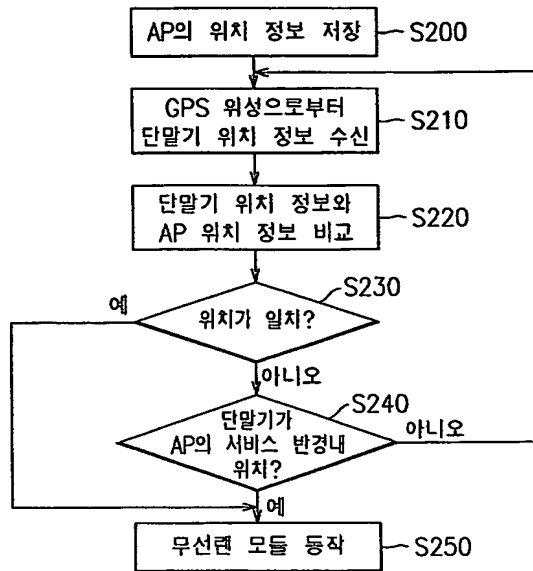 AP의 위치 정보 저장
S200
GPS 위성으로부터
단말기 위치 정보 수신
S210
단말기 위치 정보와
AP 위치 정보 비교
S220
S230
예
위치가 일치?
아니오
S240
단말기가
AP의 서비스 반경내
위치?
아니오
예
무선랜 모듈 동작
S250